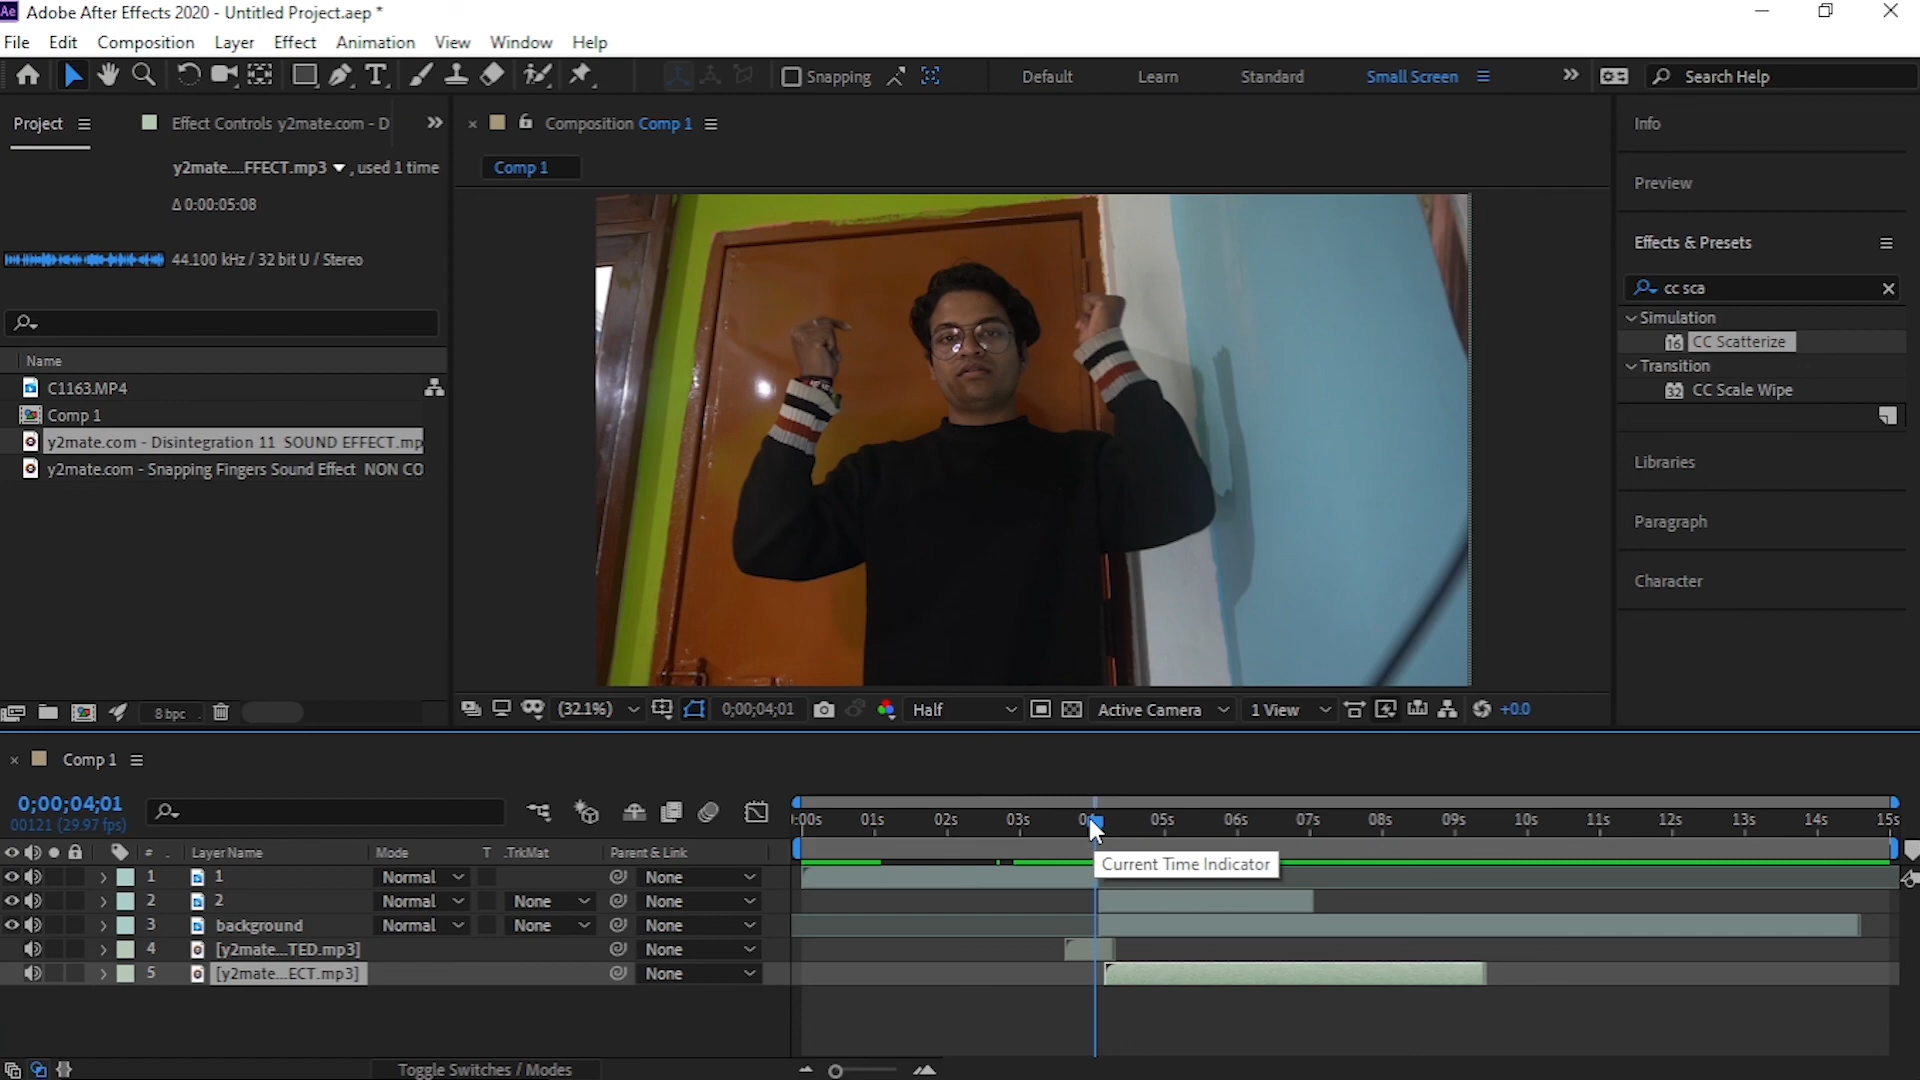 Ae Adobe After Effects 2020 - Untitled Project.aep *
File Edit Composition Layer Effect Animation View Window Help
Snapping Default Learn Standard Small Screen Search Help
Project Effect Controls y2mate.com - D Composition Comp 1 Info
y2mate....FFECT.mp3 , used 1 time Comp 1
Δ 0:00:05:08
Preview
Effects & Presets
44.100 kHz / 32 bit U / Stereo
cc sca
Simulation
16 CC Scatterize
Transition
32 CC Scale Wipe
Name
C1163.MP4
Comp 1
y2mate.com - Disintegration 11 SOUND EFFECT.mp
y2mate.com - Snapping Fingers Sound Effect NON CO
Libraries
Paragraph
Character
8 bpc (32.1%) 0;00;04;01 Half Active Camera 1 View +0.0
Comp 1
0;00;04;01
00121 (29.97 fps)
:00s 01s 02s 03s 05s 06s 07s 08s 09s 10s 11s 12s 13s 14s 15s
# Layer Name Mode T .TrkMat Parent & Link
Current Time Indicator
1 1 Normal None
2 2 Normal None None
3 background Normal None None
4 [y2mate...TED.mp3] None
5 [y2mate...ECT.mp3] None
Toggle Switches / Modes